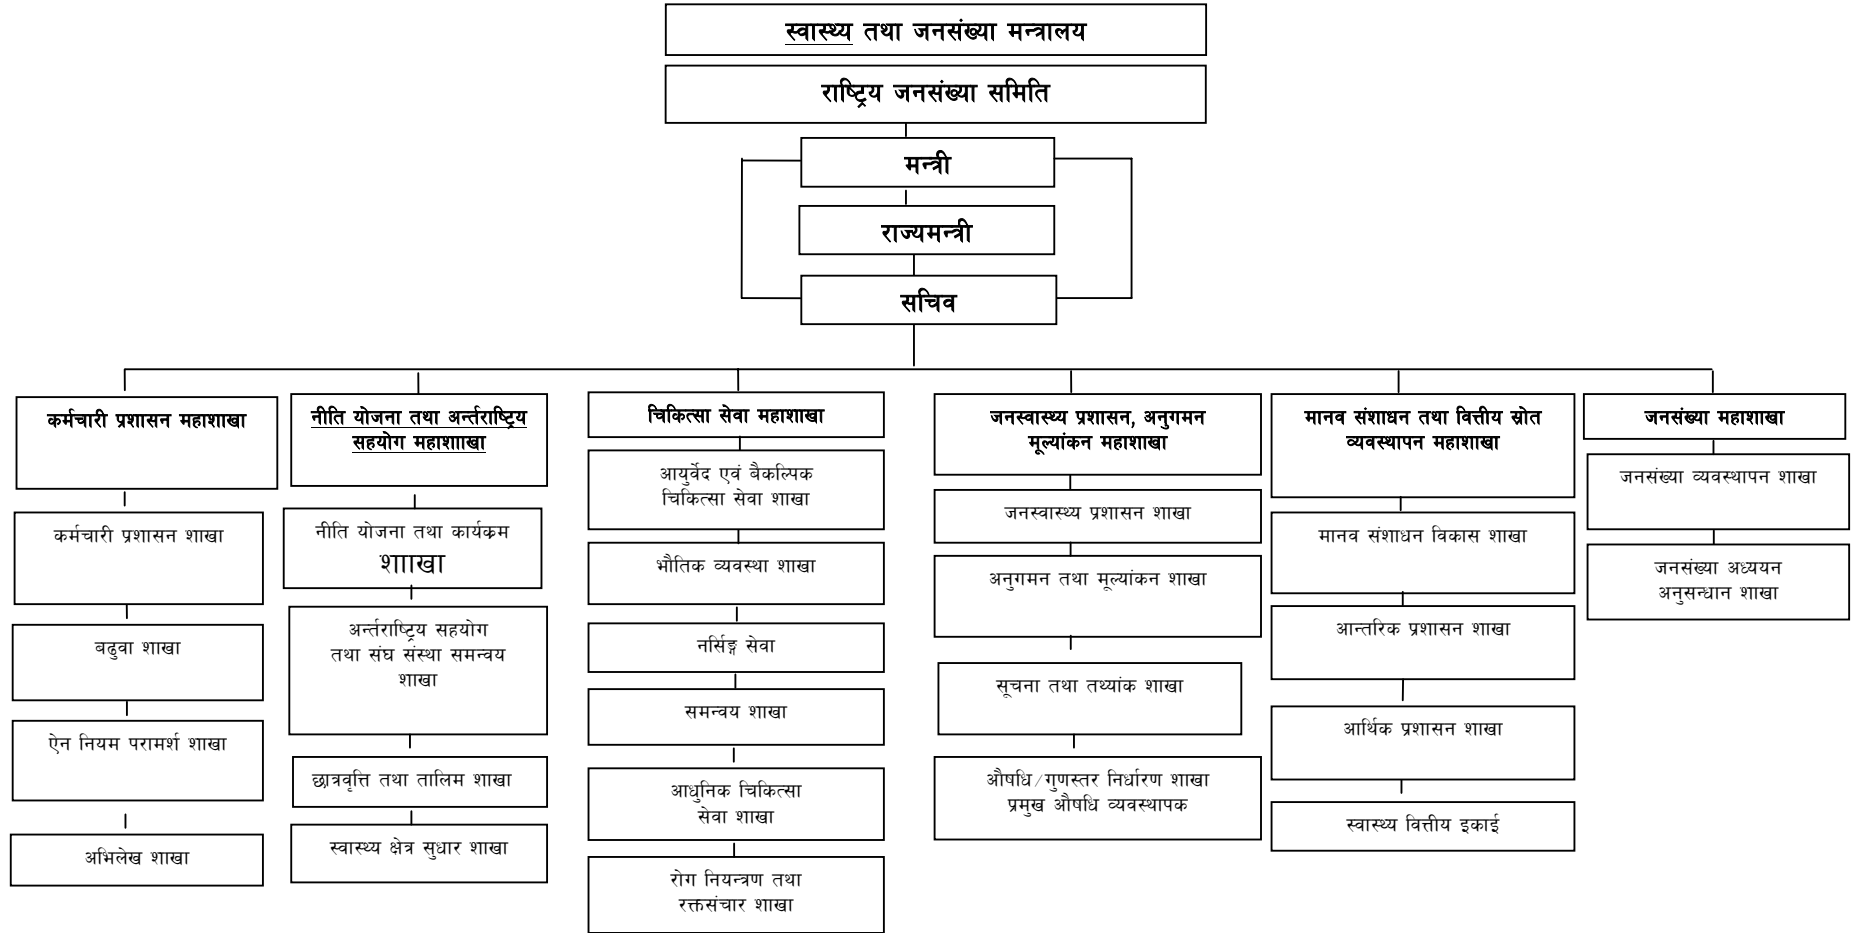 स्वास्थ्य तथा जनसंख्या मन्त्रालय
राष्ट्रिय जनसंख्या समिति
मन्त्री
राज्यमन्त्री
सचिव
कर्मचारी प्रशासन महाशाखा
कर्मचारी प्रशासन शाखा
बढुवा शाखा
ऐन नियम परामर्श शाखा
अभिलेख शाखा
नीति योजना तथा अर्न्तराष्ट्रिय
सहयोग महाशााखा
नीति योजना तथा कार्यक्रम
शााखा
अर्न्तराष्ट्रिय सहयोग
तथा संघ संस्था समन्वय
शाखा
छात्रवृत्ति तथा तालिम शाखा
स्वास्थ्य क्षेत्र सुधार शाखा
चिकित्सा सेवा महाशाखा
आयुर्वेद एवं बैकल्पिक
चिकित्सा सेवा शाखा
भौतिक व्यवस्था शाखा
नर्सिङ्ग सेवा
समन्वय शाखा
आधुनिक चिकित्सा
सेवा शाखा
रोग नियन्त्रण तथा
रक्तसंचार शाखा
जनस्वास्थ्य प्रशासन, अनुगमन
मूल्यांकन महाशाखा
जनस्वास्थ्य प्रशासन शाखा
अनुगमन तथा मूल्यांकन शाखा
सूचना तथा तथ्यांक शाखा
औषधि/गुणस्तर निर्धारण शाखा
प्रमुख औषधि व्यवस्थापक
मानव संशाधन तथा वित्तीय स्रोत
व्यवस्थापन महाशाखा
मानव संशाधन विकास शाखा
आन्तरिक प्रशासन शाखा
आर्थिक प्रशासन शाखा
स्वास्थ्य वित्तीय इकाई
जनसंख्या महाशाखा
जनसंख्या व्यवस्थापन शाखा
जनसंख्या अध्ययन
अनुसन्धान शाखा